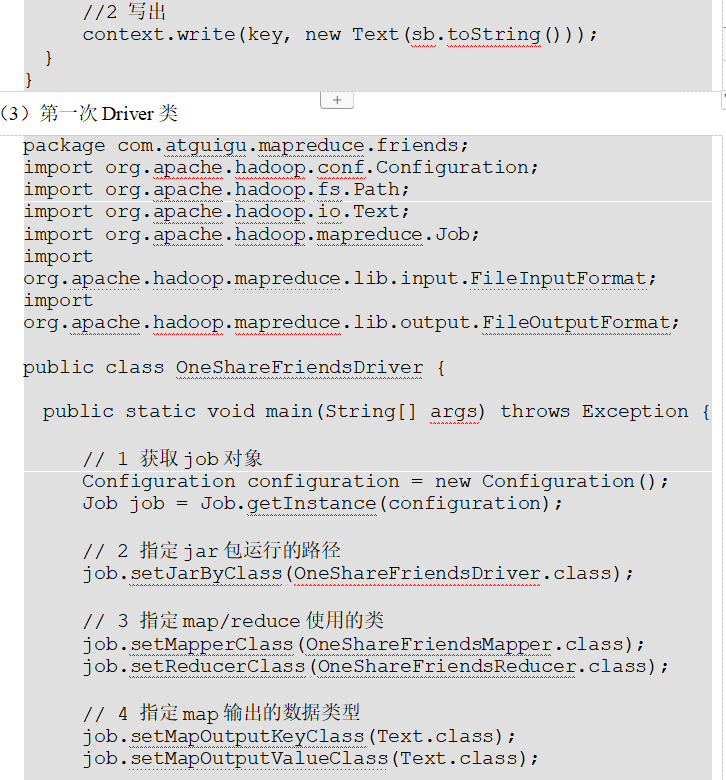 //2 写出
context.write(key, new Text(sb.toString()));
}
}
（3）第一次 Driver 类
package com.atguigu.mapreduce.friends;
import org.apache.hadoop.conf.Configuration;
import org.apache.hadoop.fs.Path;
import org.apache.hadoop.io.Text;
import org.apache.hadoop.mapreduce.Job;
import
org.apache.hadoop.mapreduce.lib.input.FileInputFormat;
import
org.apache.hadoop.mapreduce.lib.output.FileOutputFormat;
public class OneShareFriendsDriver {
public static void main(String[] args) throws Exception {
// 1 获取 job 对象
Configuration configuration = new Configuration();
Job job = Job.getInstance(configuration);
// 2 指定 jar 包运行的路径
job.setJarByClass(OneShareFriendsDriver.class);
// 3 指定 map/reduce 使用的类
job.setMapperClass(OneShareFriendsMapper.class);
job.setReducerClass(OneShareFriendsReducer.class);
// 4 指定 map 输出的数据类型
job.setMapOutputKeyClass(Text.class);
job.setMapOutputValueClass(Text.class);